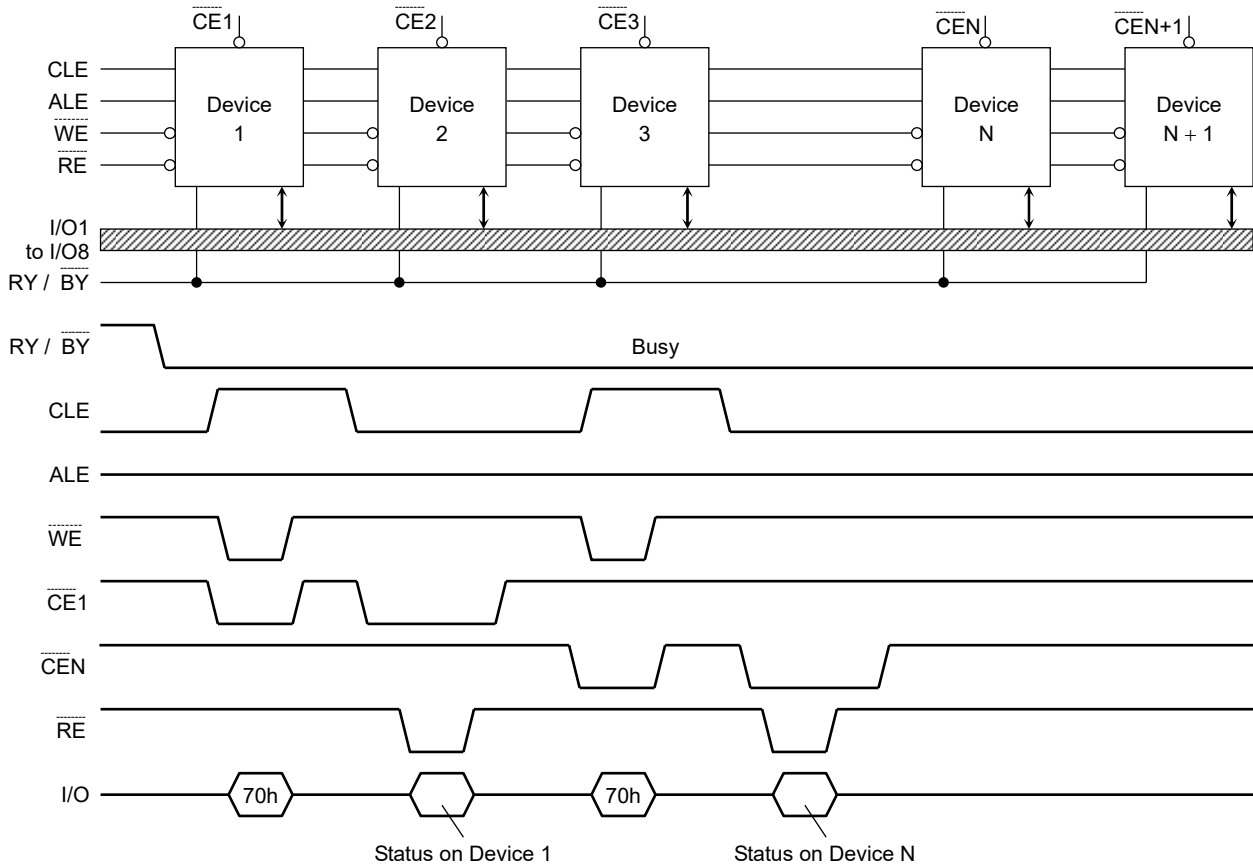 CE1 CE2 CE3 CEN CEN+1
CLE
ALE
WE
RE
Device 1
Device 2
Device 3
Device N
Device N + 1
I/O1 to I/O8
RY / BY
RY / BY
Busy
CLE
ALE
WE
CE1
CEN
RE
I/O
70h
70h
Status on Device 1
Status on Device N